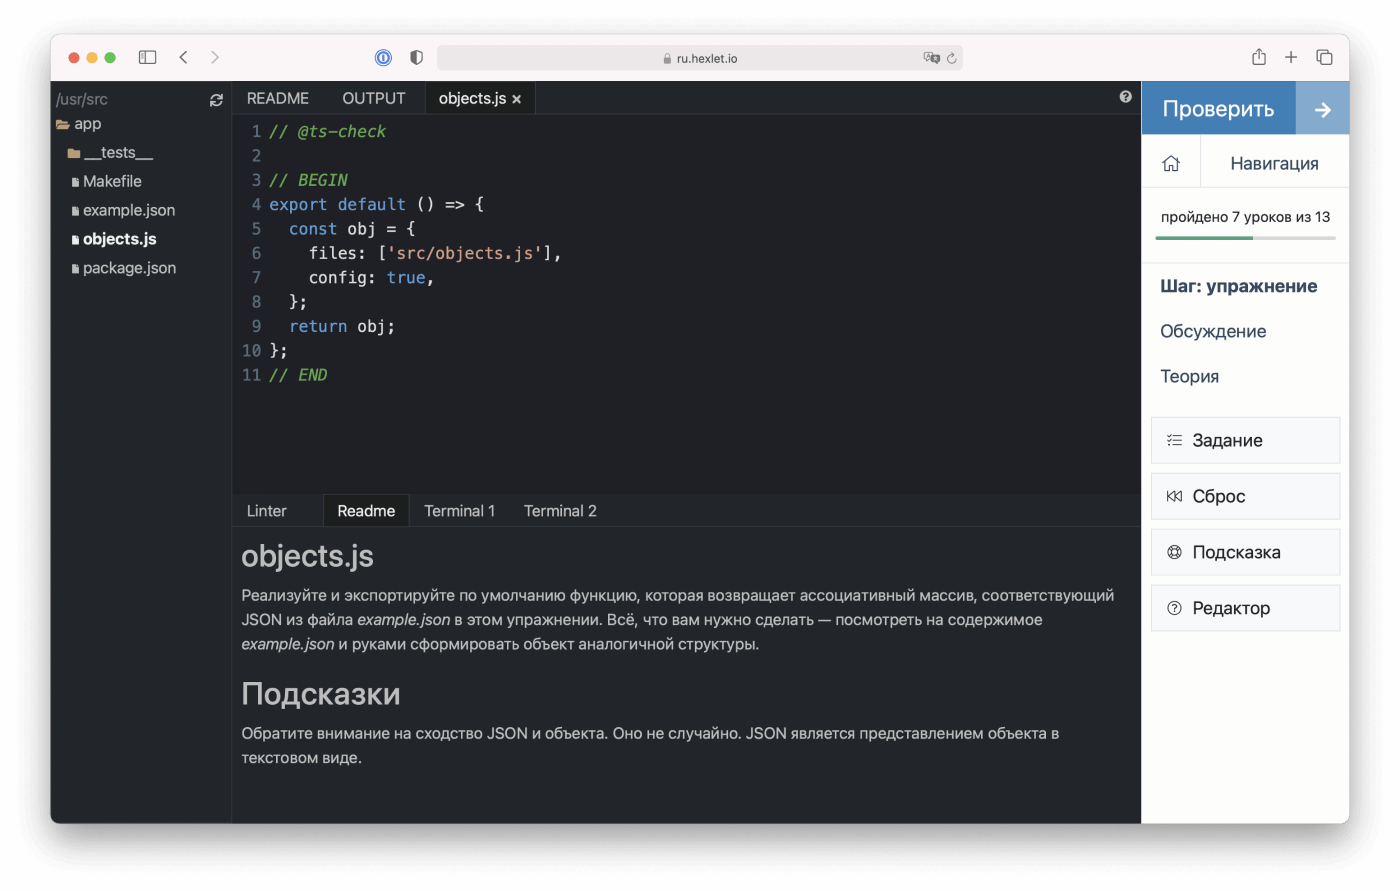 ru.hexlet.io
/usr/src
app
__tests__
Makefile
example.json
objects.js
package.json
README OUTPUT objects.js ×
1 // @ts-check
2
3 // BEGIN
4 export default () => {
5 const obj = {
6 files: ['src/objects.js'],
7 config: true,
8 };
9 return obj;
10 };
11 // END
Linter Readme Terminal 1 Terminal 2
objects.js
Реализуйте и экспортируйте по умолчанию функцию, которая возвращает ассоциативный массив, соответствующий
JSON из файла example.json в этом упражнении. Всё, что вам нужно сделать — посмотреть на содержимое
example.json и руками сформировать объект аналогичной структуры.
Подсказки
Обратите внимание на сходство JSON и объекта. Оно не случайно. JSON является представлением объекта в
текстовом виде.
Проверить
Навигация
пройдено 7 уроков из 13
Шаг: упражнение
Обсуждение
Теория
Задание
Сброс
Подсказка
Редактор